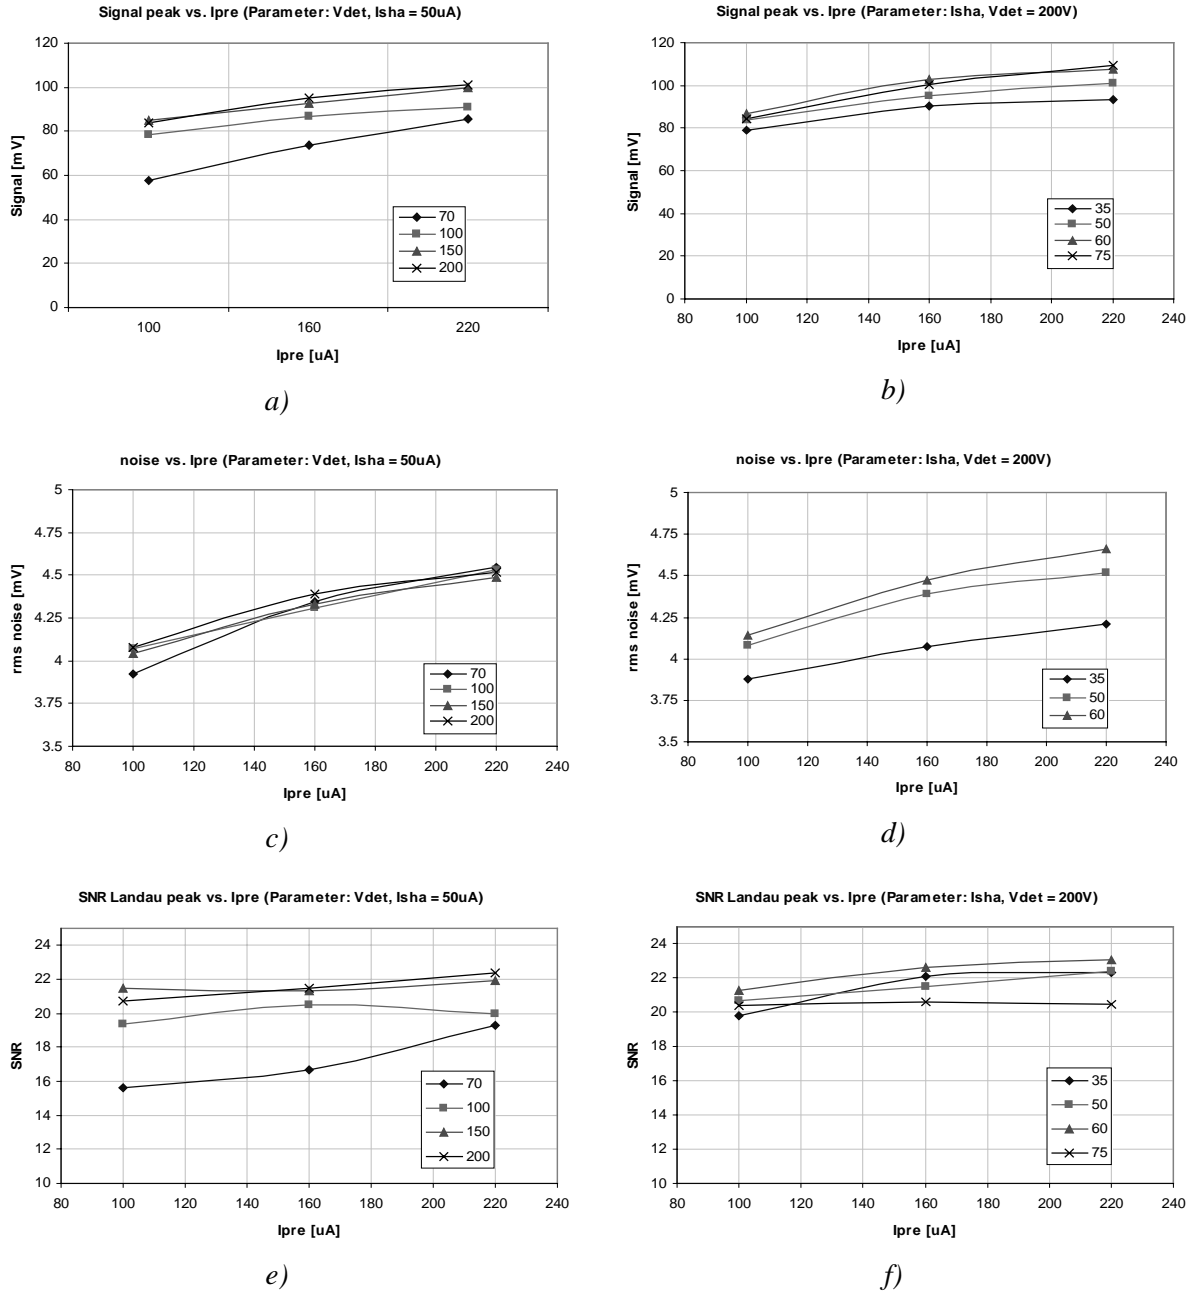 Signal peak vs. Ipre (Parameter: Vdet, Isha = 50uA)
120
100
80
60
40
20
0
Signal [mV]
70
100
150
200
100 160 220
Ipre [uA]
a)
Signal peak vs. Ipre (Parameter: Isha, Vdet = 200V)
120
100
80
60
40
20
0
Signal [mV]
35
50
60
75
80 100 120 140 160 180 200 220 240
Ipre [uA]
b)
noise vs. Ipre (Parameter: Vdet, Isha = 50uA)
5
4.75
4.5
4.25
4
3.75
3.5
rms noise [mV]
70
100
150
200
80 100 120 140 160 180 200 220 240
Ipre [uA]
c)
noise vs. Ipre (Parameter: Isha, Vdet = 200V)
5
4.75
4.5
4.25
4
3.75
3.5
rms noise [mV]
35
50
60
80 100 120 140 160 180 200 220 240
Ipre [uA]
d)
SNR Landau peak vs. Ipre (Parameter: Vdet, Isha = 50uA)
24
22
20
18
16
14
12
10
SNR
70
100
150
200
80 100 120 140 160 180 200 220 240
Ipre [uA]
e)
SNR Landau peak vs. Ipre (Parameter: Isha, Vdet = 200V)
24
22
20
18
16
14
12
10
SNR
35
50
60
75
80 100 120 140 160 180 200 220 240
Ipre [uA]
f)